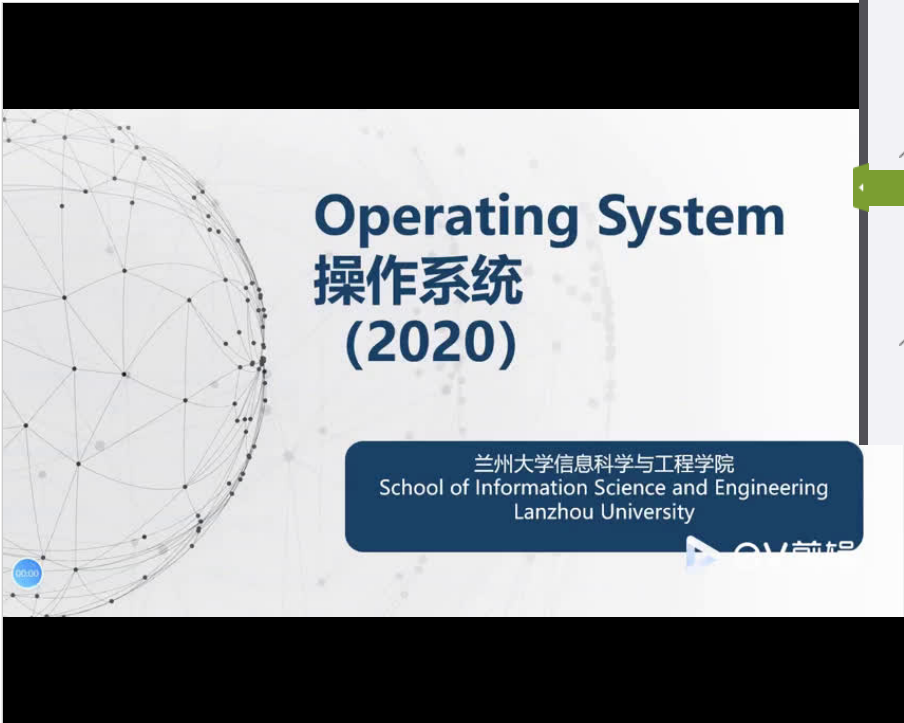 Operating System
操作系统
(2020)
兰州大学信息科学与工程学院
School of Information Science and Engineering
Lanzhou University
00:00